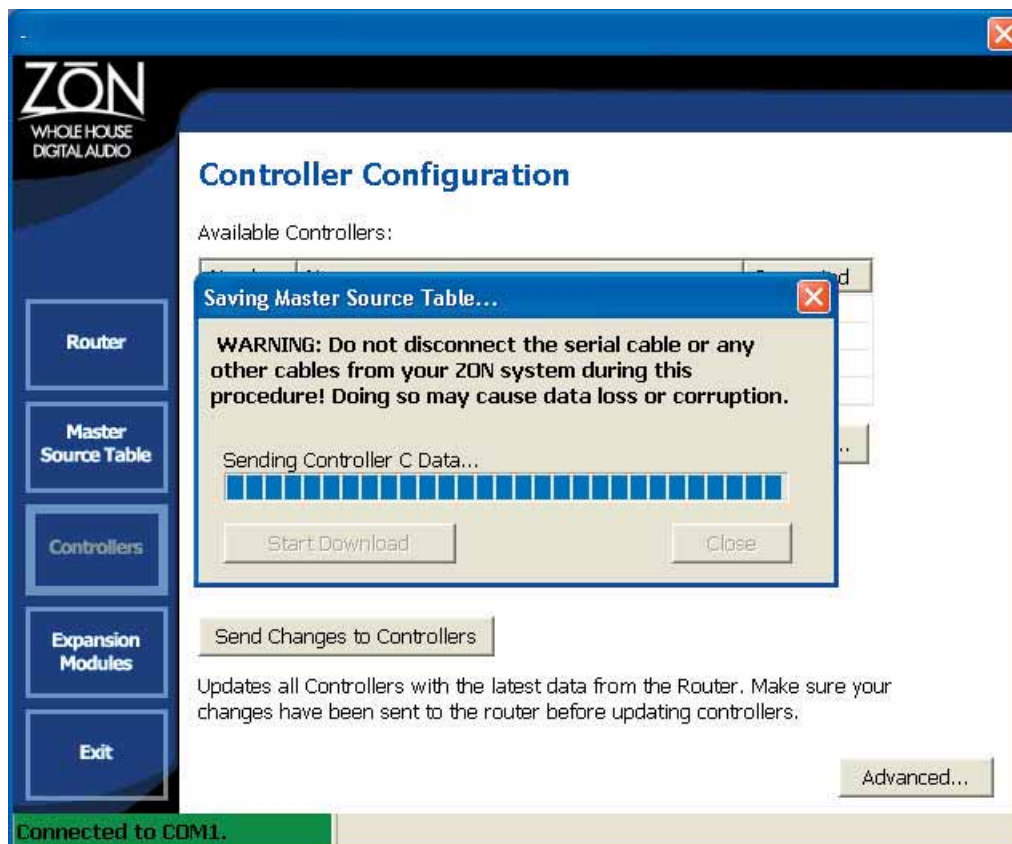 ZŌN
WHOLE HOUSE
DIGITAL AUDIO
Controller Configuration
Available Controllers:
Saving Master Source Table...
WARNING: Do not disconnect the serial cable or any
other cables from your ZON system during this
procedure! Doing so may cause data loss or corruption.
Sending Controller C Data...
Start Download
Close
Router
Master
Source Table
Controllers
Expansion
Modules
Exit
Send Changes to Controllers
Updates all Controllers with the latest data from the Router. Make sure your
changes have been sent to the router before updating controllers.
Advanced...
Connected to COM1.